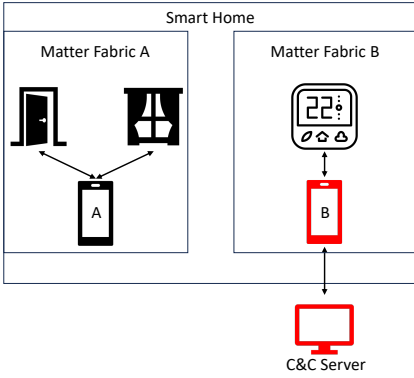 Smart Home
Matter Fabric A
Matter Fabric B
22
A
B
C&C Server